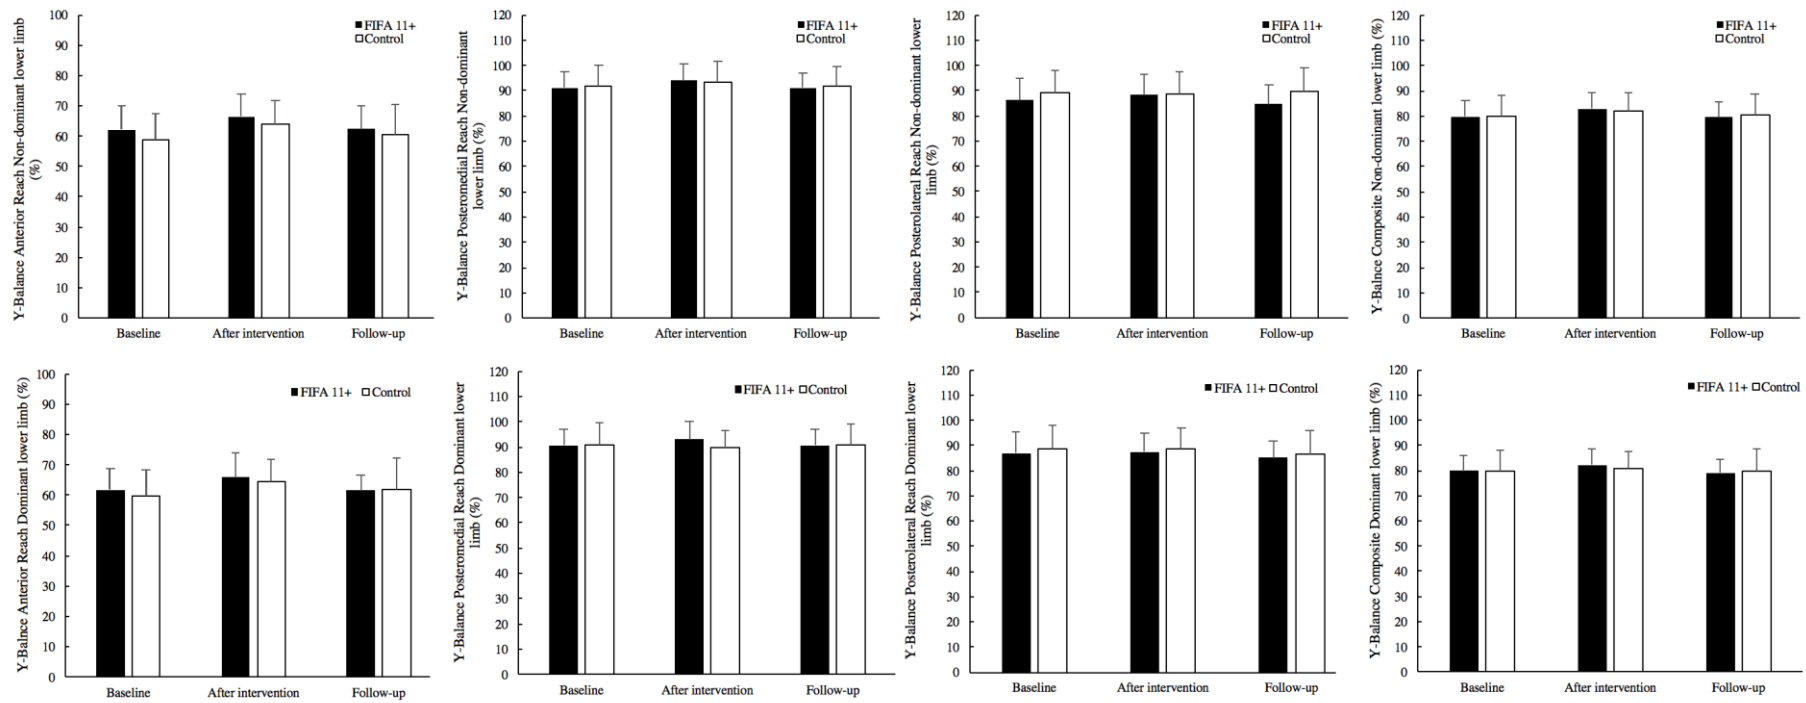 Y-Balance Anterior Reach Non-dominant lower limb
(%)
100
90
80
70
60
50
40
30
20
10
0
FIFA 11+
Control
Baseline
After intervention
Follow-up
Y-Balance Posteromedial Reach Non-dominant
lower limb (%)
120
110
100
90
80
70
60
50
40
30
20
10
0
FIFA 11+
Control
Baseline
After intervention
Follow-up
Y-Balance Posterolateral Reach Non-dominant lower
limb (%)
120
110
100
90
80
70
60
50
40
30
20
10
0
FIFA 11+
Control
Baseline
After intervention
Follow-up
Y-Balance Composite Non-dominant lower limb (%)
120
110
100
90
80
70
60
50
40
30
20
10
0
FIFA 11+
Control
Baseline
After intervention
Follow-up
Y-Balnce Anterior Reach Dominant lower limb (%)
100
90
80
70
60
50
40
30
20
10
0
FIFA 11+ Control
Baseline
After intervention
Follow-up
Y-Balance Posteromedial Reach Dominant lower
limb (%)
120
110
100
90
80
70
60
50
40
30
20
10
0
FIFA 11+ Control
Baseline
After intervention
Follow-up
Y-Balance Posterolateral Reach Dominant lower
limb (%)
120
110
100
90
80
70
60
50
40
30
20
10
0
FIFA 11+ Control
Baseline
After intervention
Follow-up
Y-Balance Composite Dominant lower limb (%)
120
110
100
90
80
70
60
50
40
30
20
10
0
FIFA 11+ Control
Baseline
After intervention
Follow-up